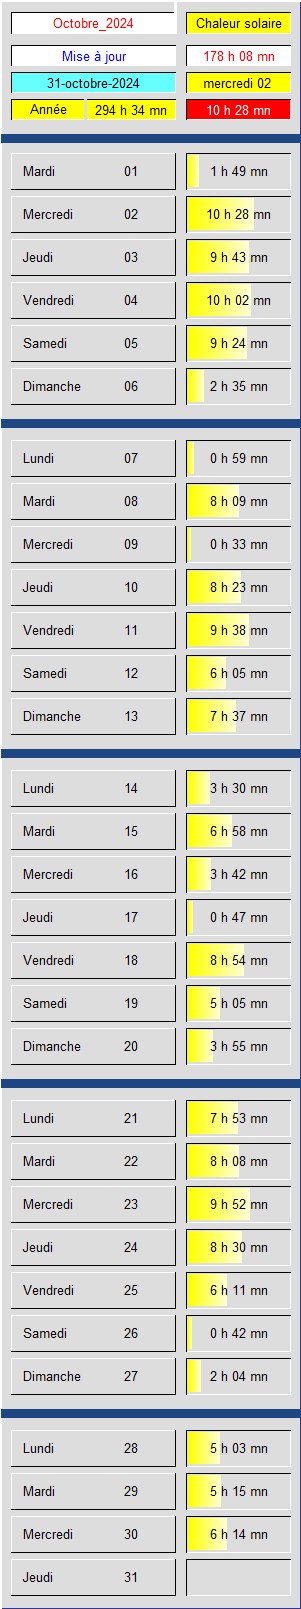 Octobre_2024 Chaleur solaire
Mise à jour 178 h 08 mn
31-octobre-2024 mercredi 02
Année 294 h 34 mn 10 h 28 mn
Mardi 01 1 h 49 mn
Mercredi 02 10 h 28 mn
Jeudi 03 9 h 43 mn
Vendredi 04 10 h 02 mn
Samedi 05 9 h 24 mn
Dimanche 06 2 h 35 mn
Lundi 07 0 h 59 mn
Mardi 08 8 h 09 mn
Mercredi 09 0 h 33 mn
Jeudi 10 8 h 23 mn
Vendredi 11 9 h 38 mn
Samedi 12 6 h 05 mn
Dimanche 13 7 h 37 mn
Lundi 14 3 h 30 mn
Mardi 15 6 h 58 mn
Mercredi 16 3 h 42 mn
Jeudi 17 0 h 47 mn
Vendredi 18 8 h 54 mn
Samedi 19 5 h 05 mn
Dimanche 20 3 h 55 mn
Lundi 21 7 h 53 mn
Mardi 22 8 h 08 mn
Mercredi 23 9 h 52 mn
Jeudi 24 8 h 30 mn
Vendredi 25 6 h 11 mn
Samedi 26 0 h 42 mn
Dimanche 27 2 h 04 mn
Lundi 28 5 h 03 mn
Mardi 29 5 h 15 mn
Mercredi 30 6 h 14 mn
Jeudi 31